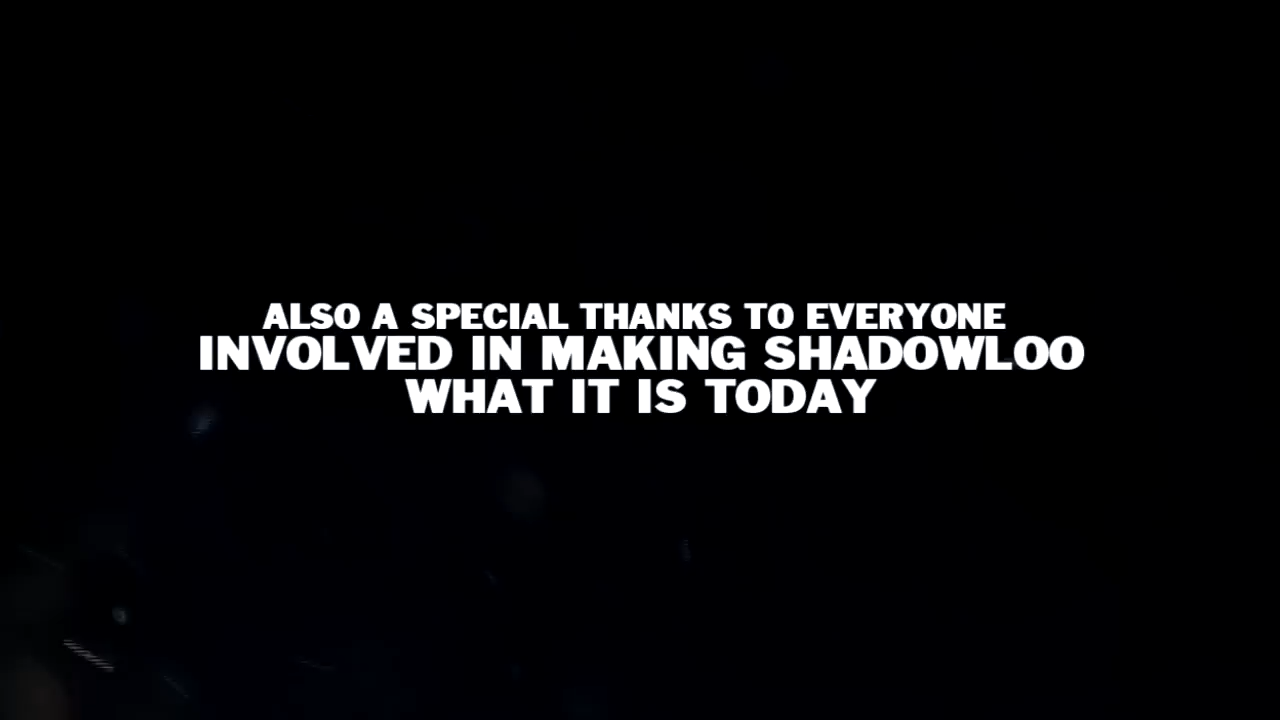 ALSO A SPECIAL THANKS TO EVERYONE
INVOLVED IN MAKING SHADOWLOO
WHAT IT IS TODAY